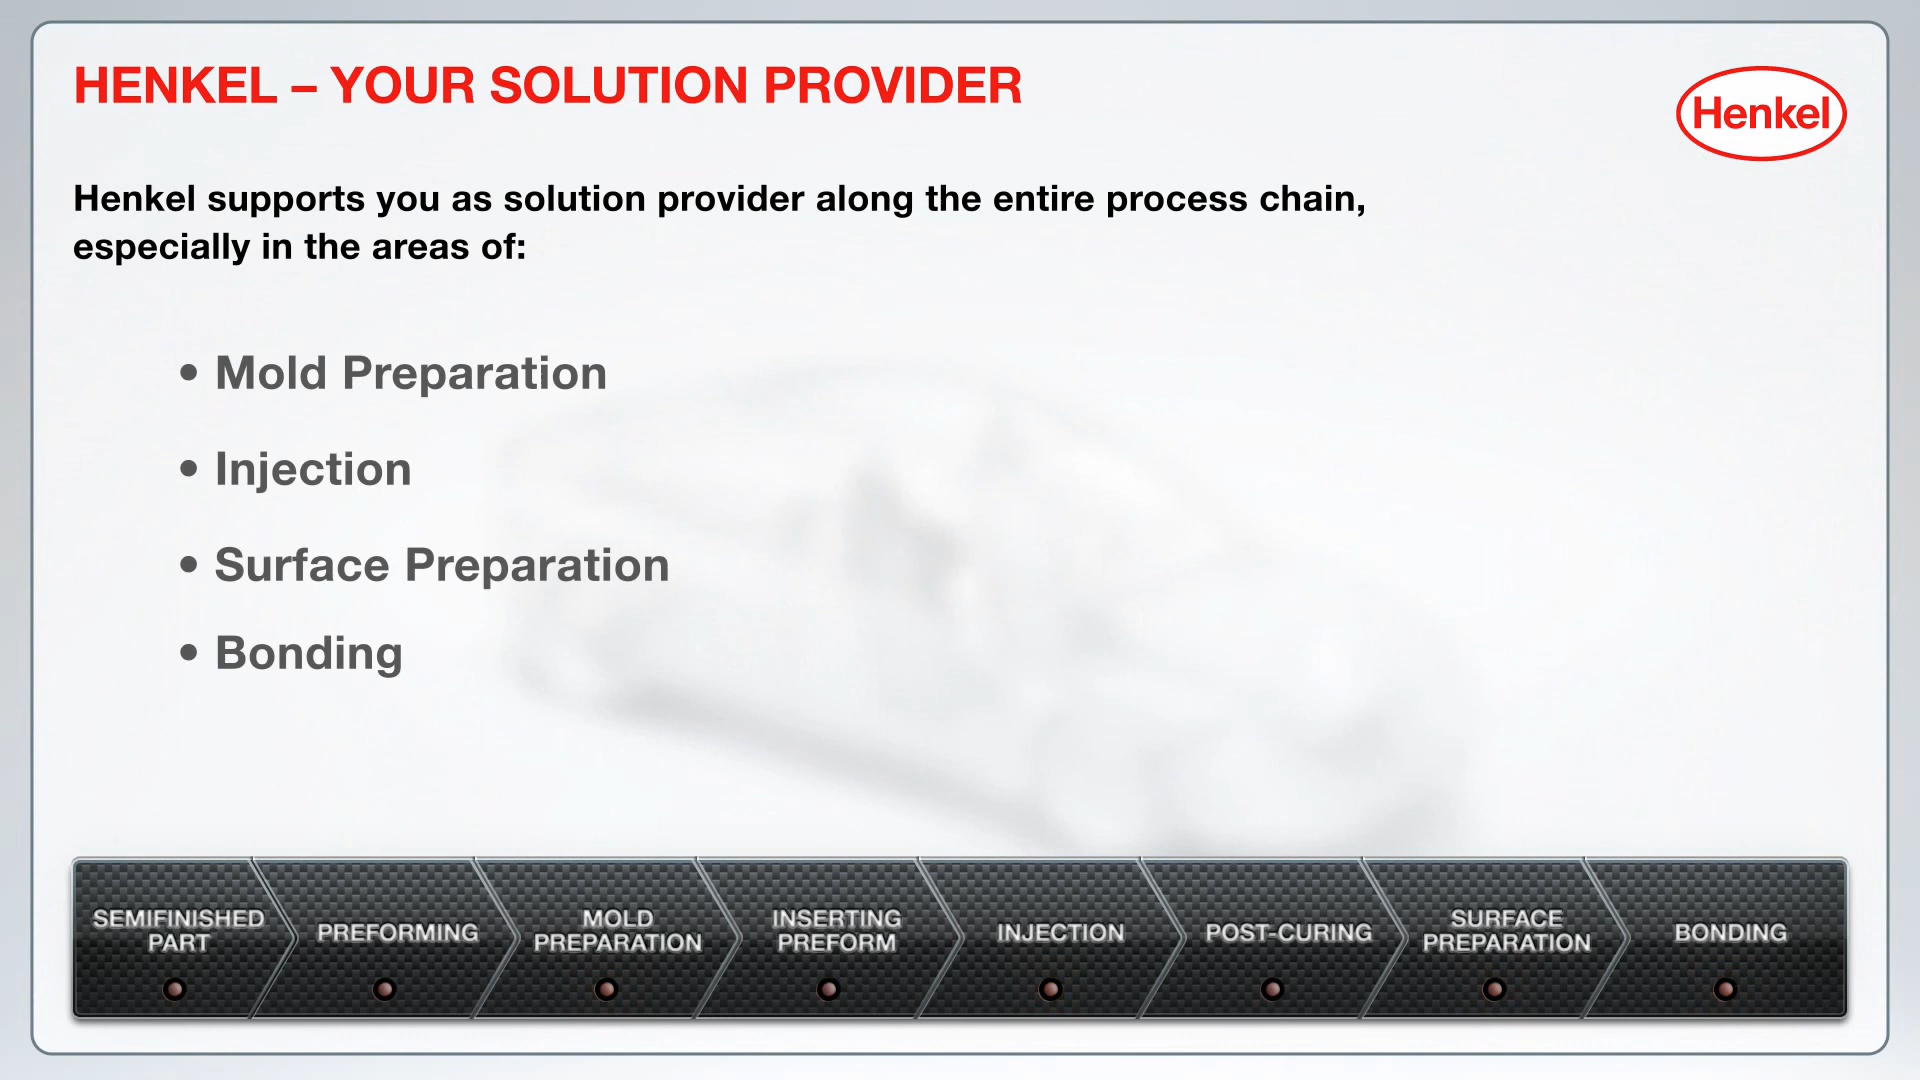 HENKEL – YOUR SOLUTION PROVIDER
Henkel
Henkel supports you as solution provider along the entire process chain,
especially in the areas of:
• Mold Preparation
• Injection
• Surface Preparation
• Bonding
SEMIFINISHED
PART
PREFORMING
MOLD
PREPARATION
INSERTING
PREFORM
INJECTION
POST-CURING
SURFACE
PREPARATION
BONDING